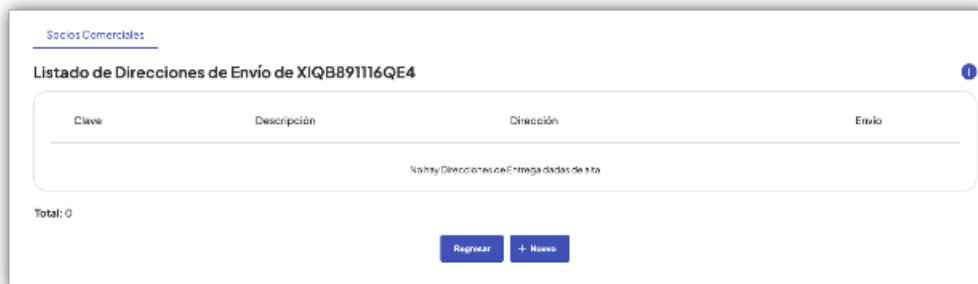 Socios Comerciales
Listado de Direcciones de Envío de XIQB891116QE4
Clave Descripción Dirección Envío
No hay Direcciones de Entrega dadas de alta
Total: 0
Regresar + Nuevo